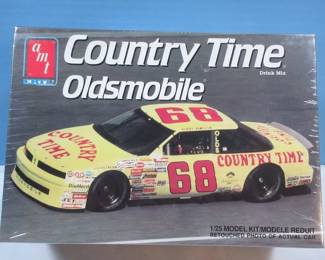 amt
Country Time
Drink Mix
Oldsmobile
68
OLDS
COUNTRY
TIME
68
COUNTRY TIME
1/25 MODEL KIT/MODELE REDUIT
RETOUCHED PHOTO OF ACTUAL CAR